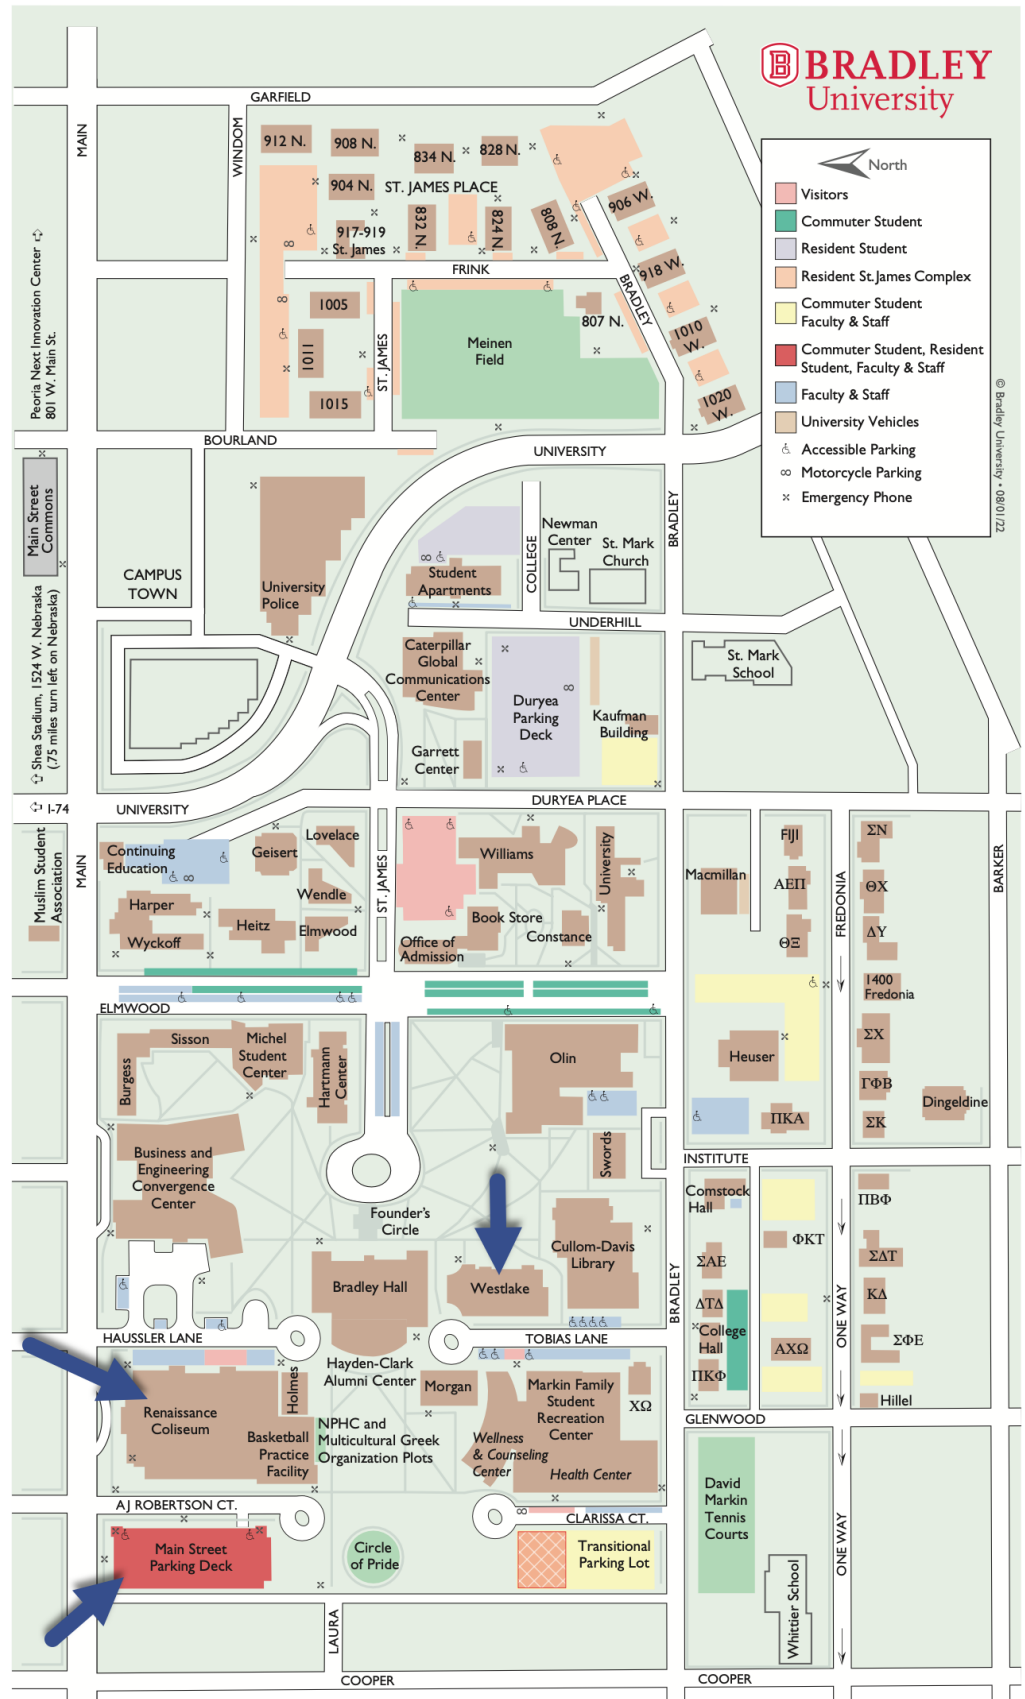 BRADLEY
University
North
Visitors
Commuter Student
Resident Student
Resident St.James Complex
Commuter Student
Faculty & Staff
Commuter Student, Resident
Student, Faculty & Staff
Faculty & Staff
University Vehicles
Accessible Parking
Motorcycle Parking
Emergency Phone
© Bradley University • 08/01/22
GARFIELD
MAIN
WINDOM
912 N.
908 N.
834 N.
828 N.
904 N.
ST. JAMES PLACE
906 W.
917-919
St. James
832 N.
824 N.
808 N.
918 W.
FRINK
BRADLEY
Peoria Next Innovation Center
801 W. Main St.
1005
1011
1015
ST. JAMES
Meinen
Field
807 N.
1010
W.
1020
W.
BOURLAND
UNIVERSITY
Main Street
Commons
CAMPUS
TOWN
University
Police
Student
Apartments
COLLEGE
Newman
Center
St. Mark
Church
BRADLEY
UNDERHILL
Shea Stadium, 1524 W. Nebraska
(.75 miles turn left on Nebraska)
Caterpillar
Global
Communications
Center
Duryea
Parking
Deck
Kaufman
Building
St. Mark
School
Garrett
Center
I-74
UNIVERSITY
DURYEA PLACE
Muslim Student
Association
MAIN
Continuing
Education
Geisert
Lovelace
Wendle
Harper
Wyckoff
Heitz
Elmwood
ST. JAMES
Williams
University
Book Store
Constance
Office of
Admission
Macmillan
FIJI
ΑΕΠ
ΘΞ
FREDONIA
ΣΝ
ΘΧ
ΔΥ
1400
Fredonia
BARKER
ELMWOOD
Burgess
Sisson
Michel
Student
Center
Hartmann
Center
Olin
Swords
Heuser
ΠΚΑ
ΣΧ
ΓΦΒ
ΣΚ
Dingeldine
INSTITUTE
Business and
Engineering
Convergence
Center
Founder's
Circle
Bradley Hall
Westlake
Cullom-Davis
Library
BRADLEY
Comstock
Hall
ΦΚΤ
ΣΑΕ
ΔΤΔ
College
Hall
ΠΚΦ
ΑΧΩ
ONE WAY
ΠΒΦ
ΣΔΤ
ΚΔ
ΣΦΕ
Hillel
HAUSSLER LANE
TOBIAS LANE
Hayden-Clark
Alumni Center
Renaissance
Coliseum
Holmes
Basketball
Practice
Facility
NPHC and
Multicultural Greek
Organization Plots
Morgan
Wellness
& Counseling
Center
Markin Family
Student
Recreation
Center
Health Center
ΧΩ
GLENWOOD
AJ ROBERTSON CT.
CLARISSA CT.
Main Street
Parking Deck
Circle
of Pride
Transitional
Parking Lot
David
Markin
Tennis
Courts
Whittier School
ONE WAY
LAURA
COOPER
COOPER